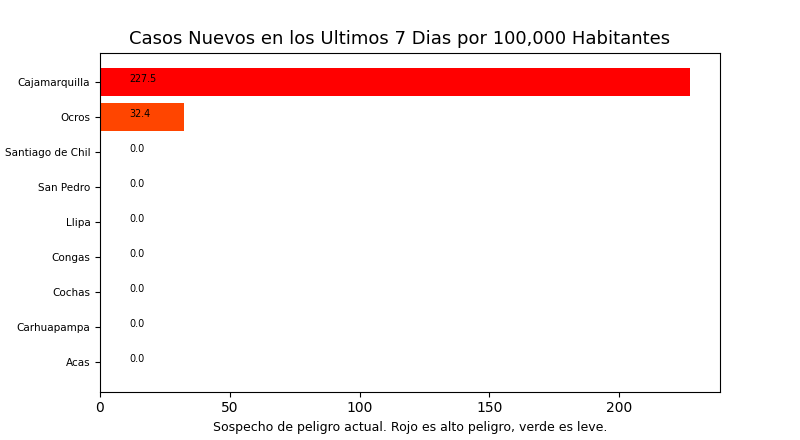 Casos Nuevos en los Ultimos 7 Dias por 100,000 Habitantes
Cajamarquilla 227.5
Ocros 32.4
Santiago de Chil 0.0
San Pedro 0.0
Llipa 0.0
Congas 0.0
Cochas 0.0
Carhuapampa 0.0
Acas 0.0
0 50 100 150 200
Sospecho de peligro actual. Rojo es alto peligro, verde es leve.